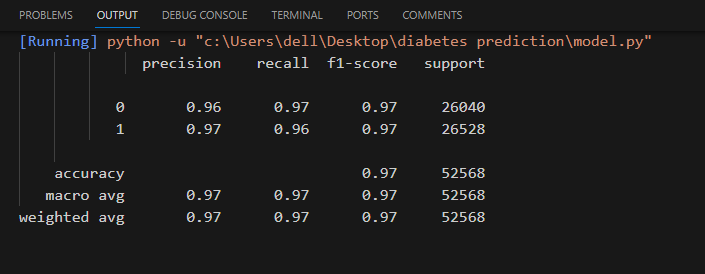 PROBLEMS OUTPUT DEBUG CONSOLE TERMINAL PORTS COMMENTS
[Running] python -u "c:\Users\dell\Desktop\diabetes prediction\model.py"
precision recall f1-score support
0 0.96 0.97 0.97 26040
1 0.97 0.96 0.97 26528
accuracy 0.97 52568
macro avg 0.97 0.97 0.97 52568
weighted avg 0.97 0.97 0.97 52568